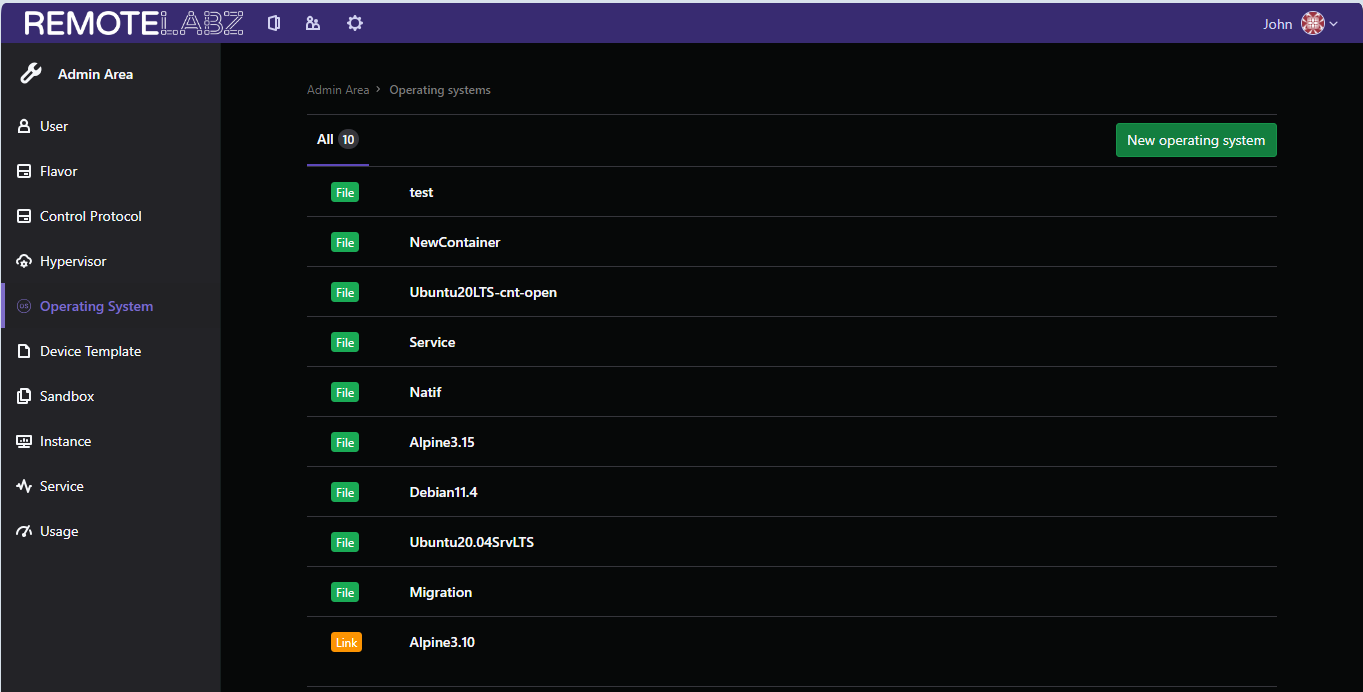 REMOTELABZ
John
Admin Area
User
Flavor
Control Protocol
Hypervisor
OS Operating System
Device Template
Sandbox
Instance
Service
Usage
Admin Area › Operating systems
All 10
New operating system
File test
File NewContainer
File Ubuntu20LTS-cnt-open
File Service
File Natif
File Alpine3.15
File Debian11.4
File Ubuntu20.04SrvLTS
File Migration
Link Alpine3.10